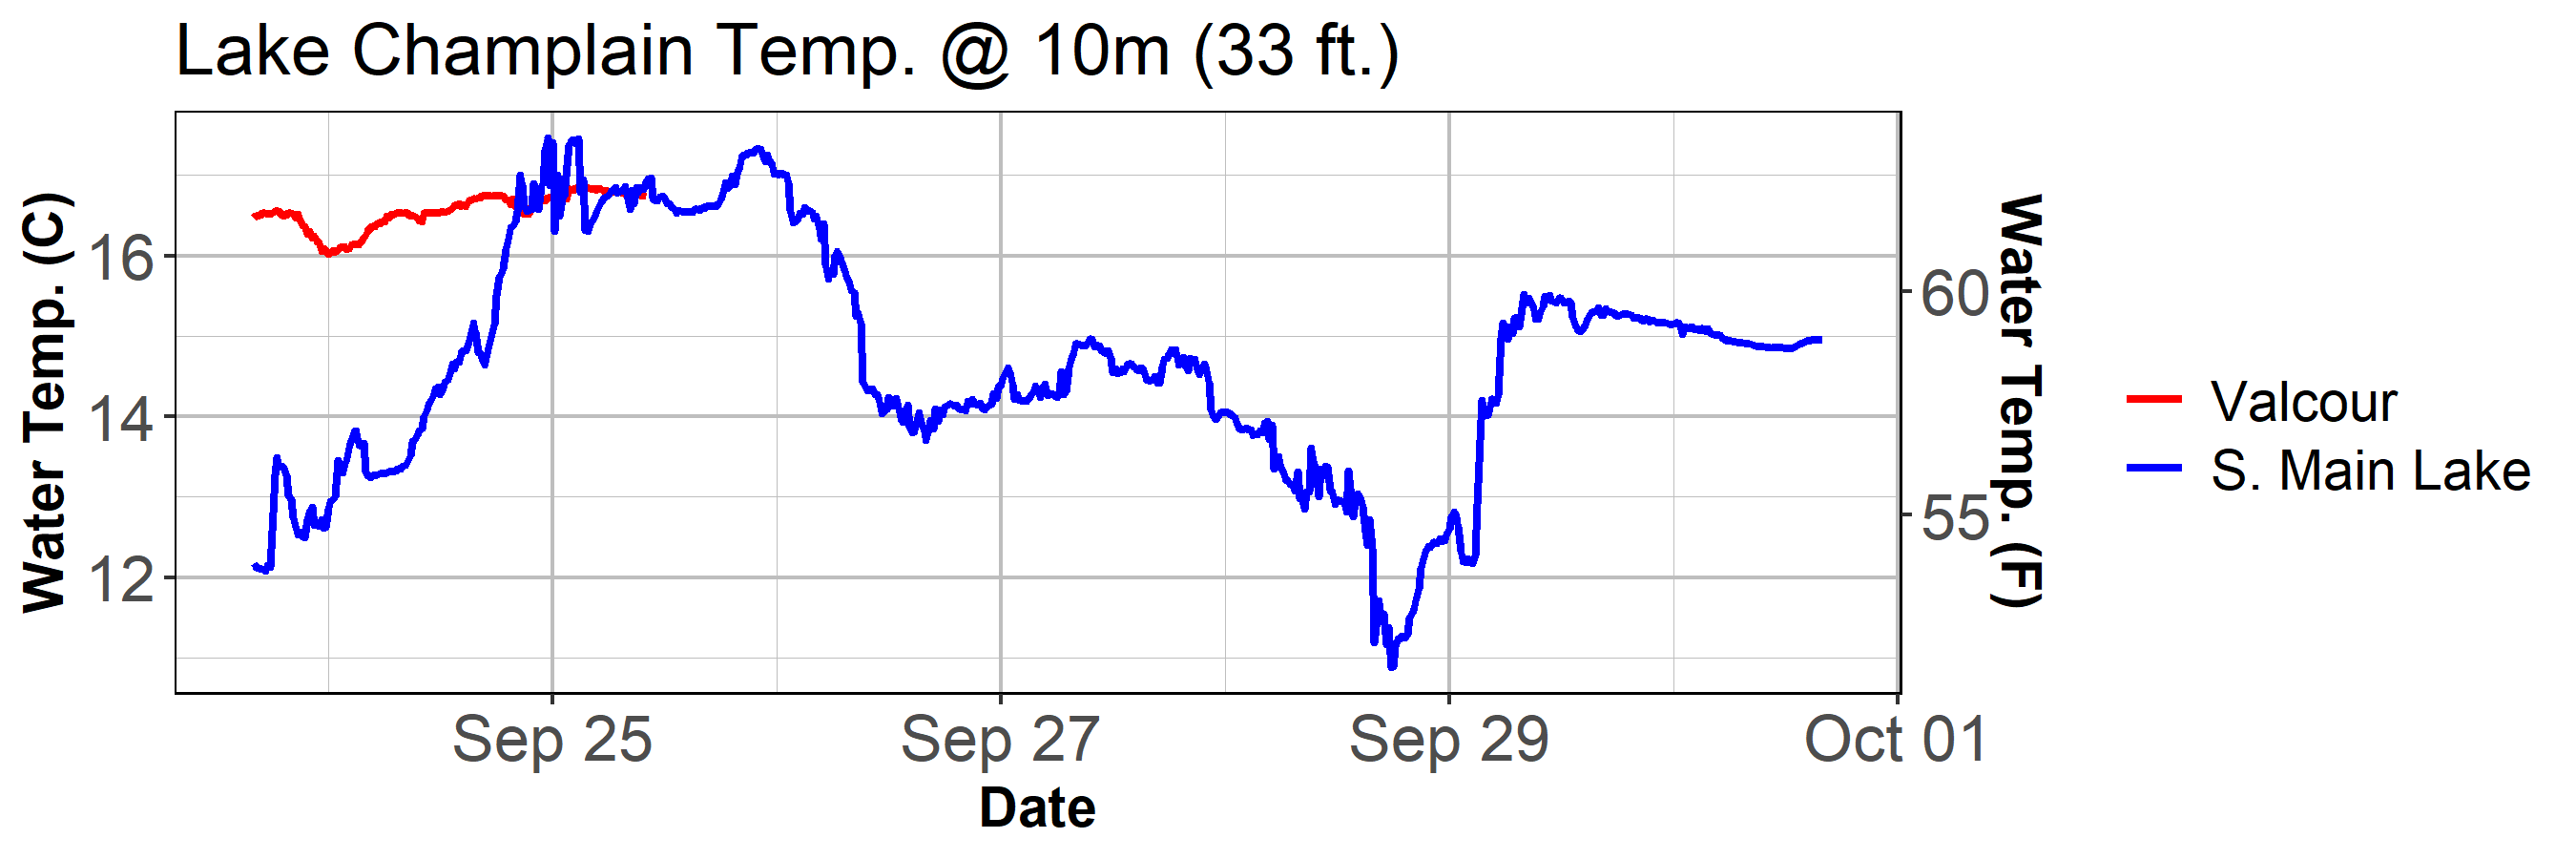 Lake Champlain Temp. @ 10m (33 ft.)
Water Temp. (C)
16
14
12
60
55
Water Temp. (F)
Sep 25
Sep 27
Sep 29
Oct 01
Date
Valcour
S. Main Lake